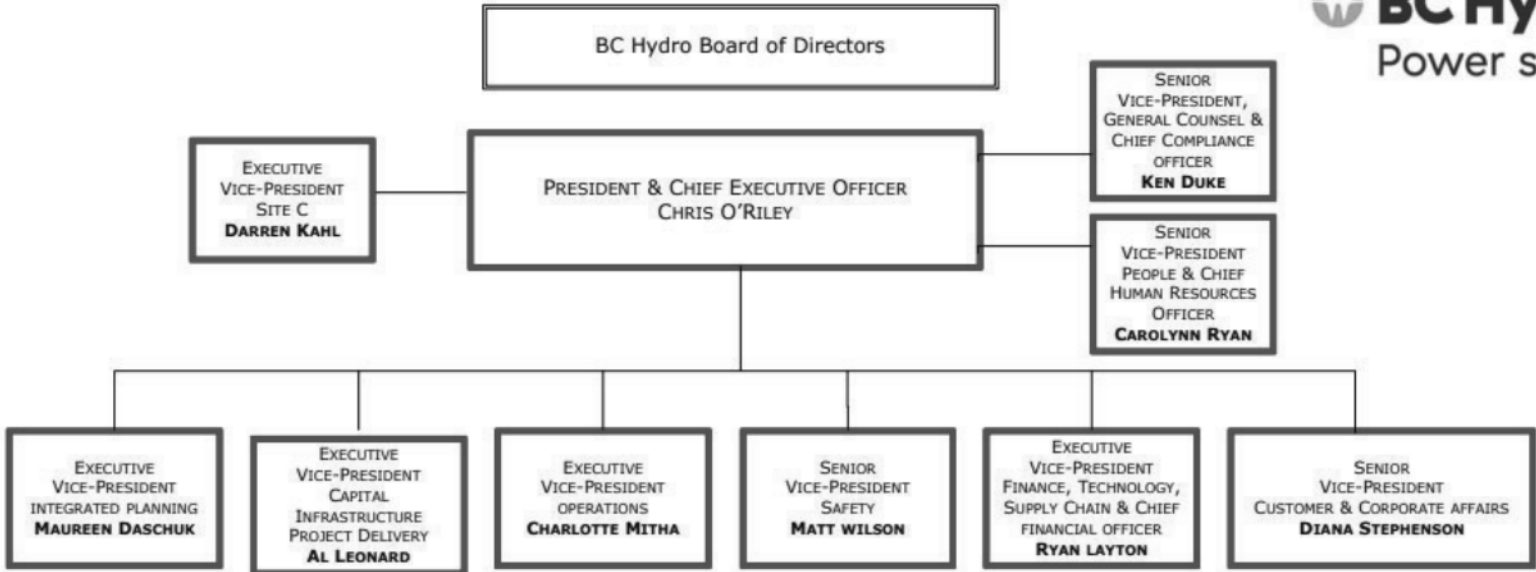 BC Hydro Board of Directors
BC Hy
Power s
SENIOR
VICE-PRESIDENT,
GENERAL COUNSEL &
CHIEF COMPLIANCE
OFFICER
KEN DUKE
EXECUTIVE
VICE-PRESIDENT
SITE C
DARREN KAHL
PRESIDENT & CHIEF EXECUTIVE OFFICER
CHRIS O'RILEY
SENIOR
VICE-PRESIDENT
PEOPLE & CHIEF
HUMAN RESOURCES
OFFICER
CAROLYNN RYAN
EXECUTIVE
VICE-PRESIDENT
INTEGRATED PLANNING
MAUREEN DASCHUK
EXECUTIVE
VICE-PRESIDENT
CAPITAL
INFRASTRUCTURE
PROJECT DELIVERY
AL LEONARD
EXECUTIVE
VICE-PRESIDENT
OPERATIONS
CHARLOTTE MITHA
SENIOR
VICE-PRESIDENT
SAFETY
MATT WILSON
EXECUTIVE
VICE-PRESIDENT
FINANCE, TECHNOLOGY,
SUPPLY CHAIN & CHIEF
FINANCIAL OFFICER
RYAN LAYTON
SENIOR
VICE-PRESIDENT
CUSTOMER & CORPORATE AFFAIRS
DIANA STEPHENSON